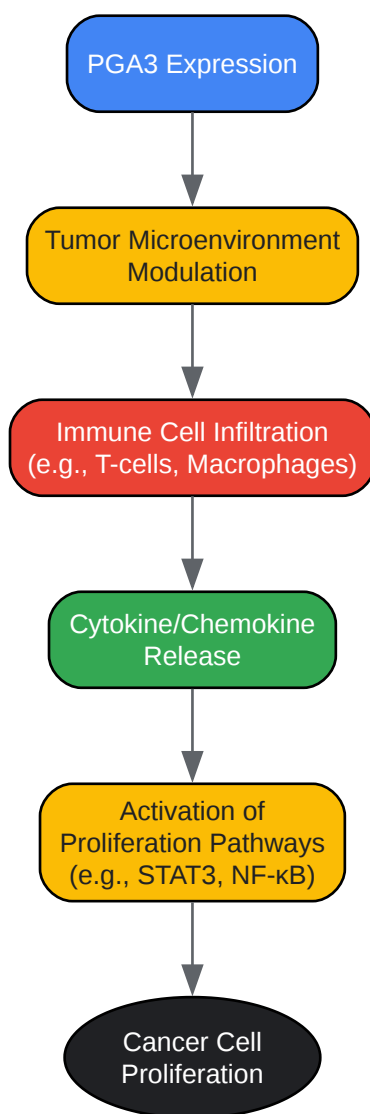 PGA3 Expression
Tumor Microenvironment
Modulation
Immune Cell Infiltration
(e.g., T-cells, Macrophages)
Cytokine/Chemokine
Release
Activation of
Proliferation Pathways
(e.g., STAT3, NF-κB)
Cancer Cell
Proliferation